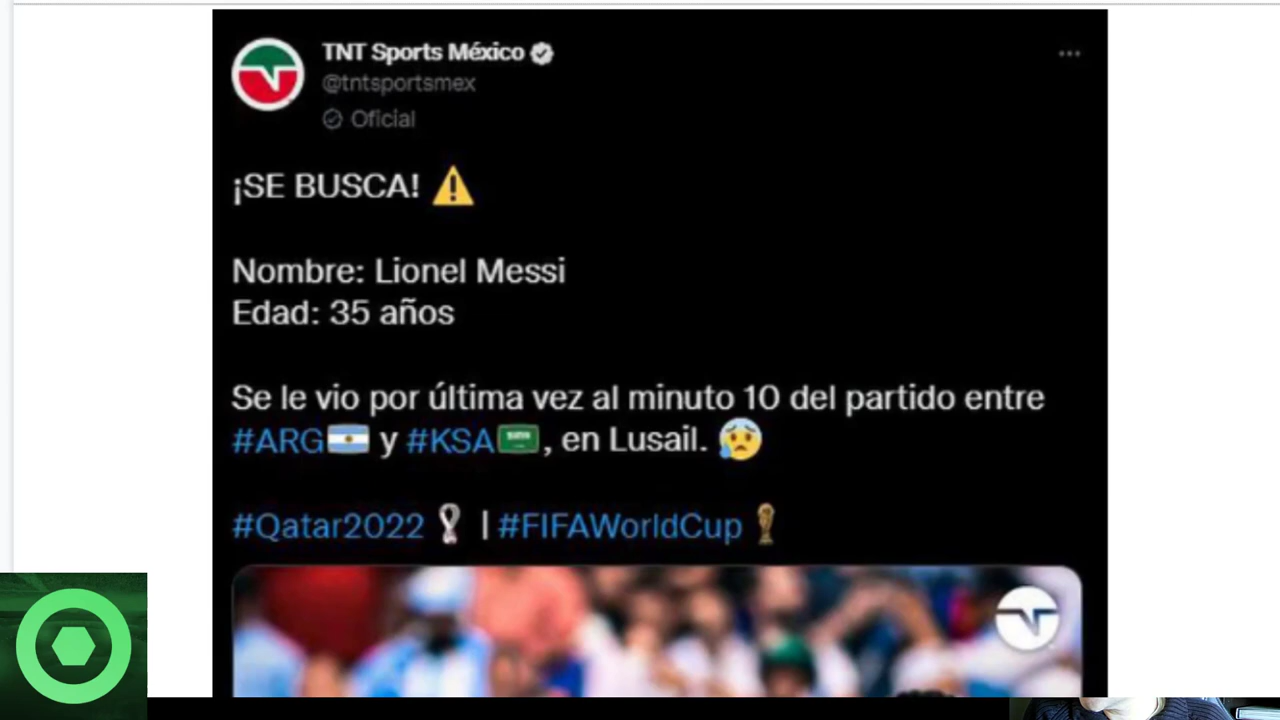 TNT Sports México
@tntsportsmex
Oficial
¡SE BUSCA! ⚠️
Nombre: Lionel Messi
Edad: 35 años
Se le vio por última vez al minuto 10 del partido entre
#ARG🇦🇷 y #KSA🇸🇦, en Lusail. 😰
#Qatar2022 | #FIFAWorldCup